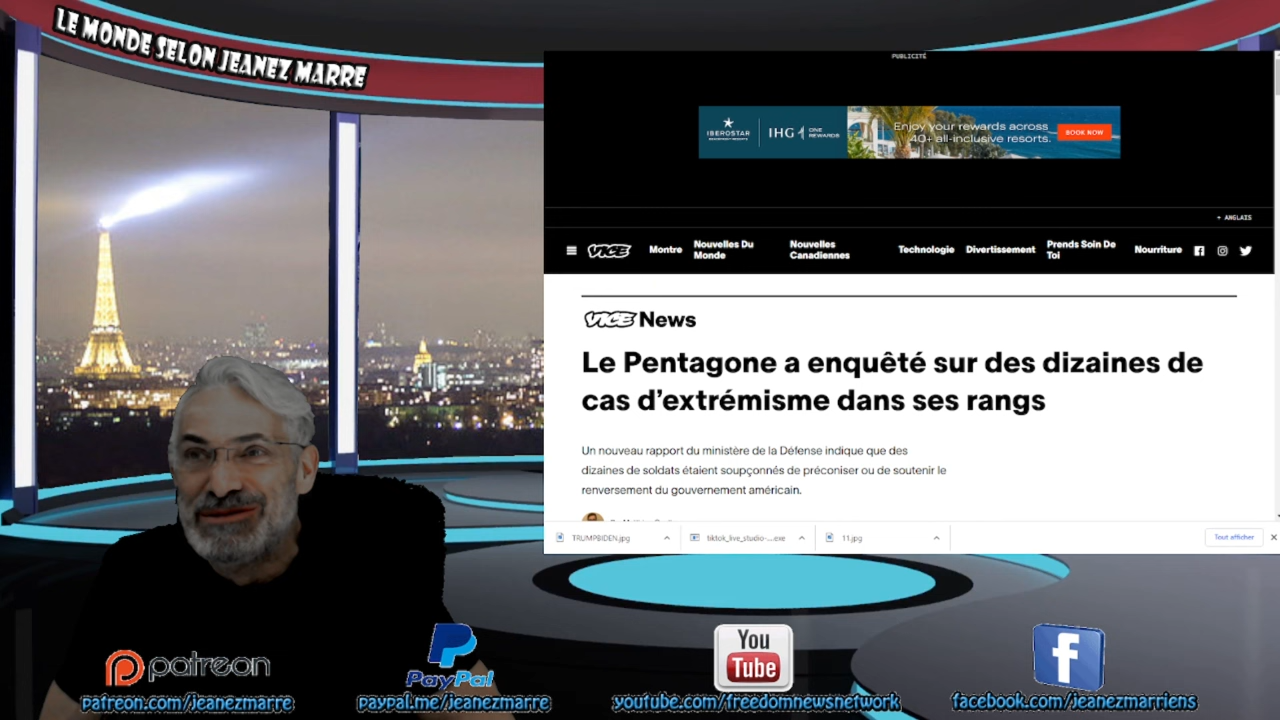 LE MONDE SELON JEANEZ MARRE
PUBLICITÉ
IBEROSTAR
IHG ONE REWARDS
Enjoy your rewards across
40+ all-inclusive resorts.
BOOK NOW
+ ANGLAIS
VICE
Montre
Nouvelles Du Monde
Nouvelles Canadiennes
Technologie
Divertissement
Prends Soin De Toi
Nourriture
VICE News
Le Pentagone a enquêté sur des dizaines de
cas d'extrémisme dans ses rangs
Un nouveau rapport du ministère de la Défense indique que des
dizaines de soldats étaient soupçonnés de préconiser ou de soutenir le
renversement du gouvernement américain.
TRUMPBIDEN.jpg
tiktok_live_studio-...exe
11.jpg
Tout afficher
patreon
patreon.com/jeanezmarre
PayPal
paypal.me/jeanezmarre
You
Tube
youtube.com/freedomnewsnetwork
f
facebook.com/jeanezmarriens